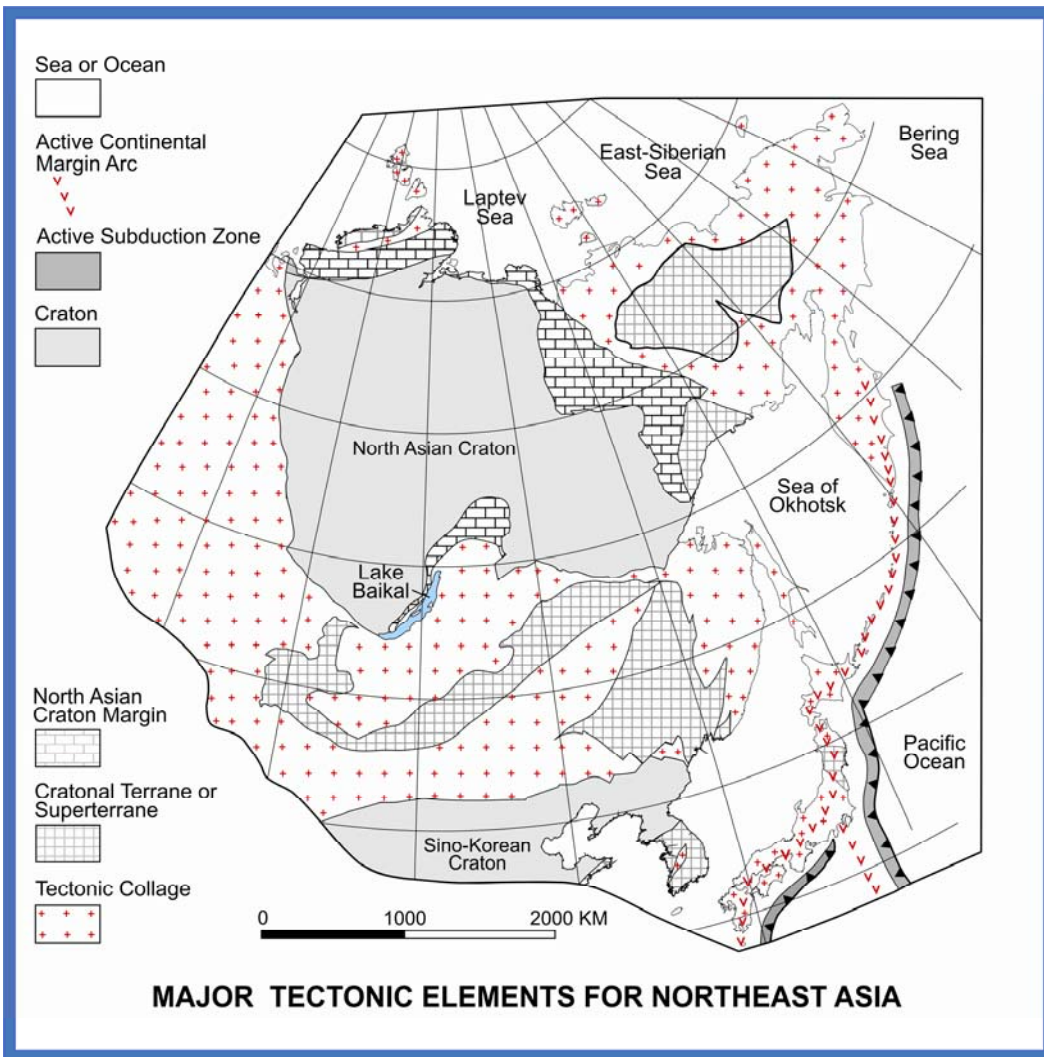 Sea or Ocean
Active Continental
Margin Arc
Active Subduction Zone
Craton
North Asian
Craton Margin
Cratonal Terrane or
Superterrane
Tectonic Collage
Bering
Sea
East-Siberian
Sea
Laptev
Sea
North Asian Craton
Sea of
Okhotsk
Lake
Baikal
Pacific
Ocean
Sino-Korean
Craton
0 1000 2000 KM
MAJOR TECTONIC ELEMENTS FOR NORTHEAST ASIA